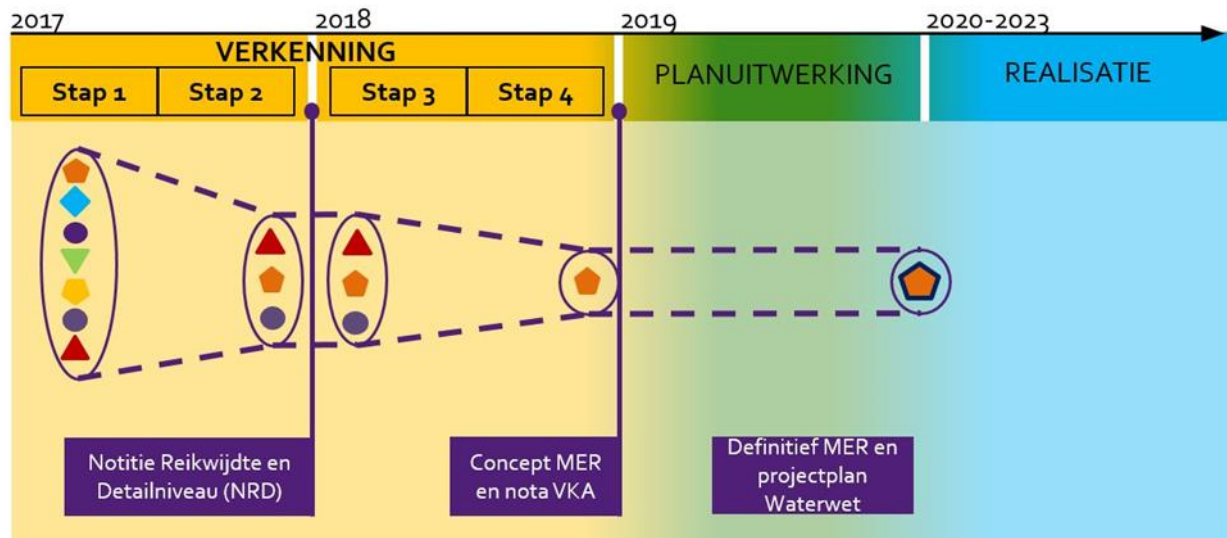 2017 2018 2019 2020-2023
VERKENNING
PLANUITWERKING REALISATIE
Stap 1 Stap 2 Stap 3 Stap 4
Notitie Reikwijdte en
Detailniveau (NRD)
Concept MER
en nota VKA
Definitief MER en
projectplan
Waterwet